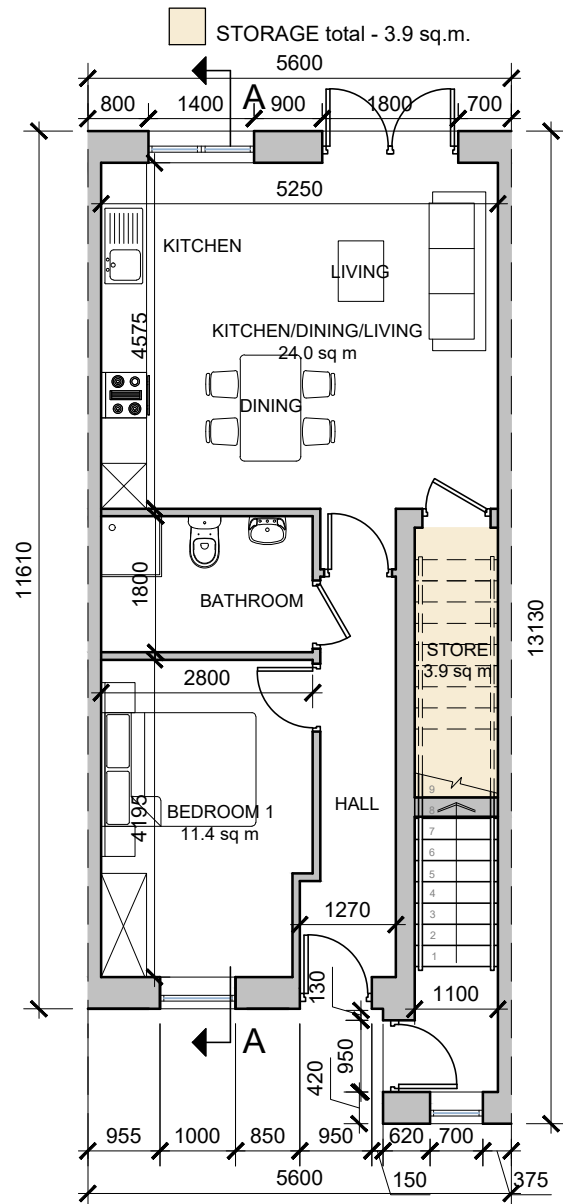 STORAGE total - 3.9 sq.m.
5600
800 1400 A 900 1800 700
5250
KITCHEN
LIVING
4575
KITCHEN/DINING/LIVING
24.0 sq m
DINING
11610
13130
1800
BATHROOM
STORE
3.9 sq m
2800
9
8
7
6
5
4
3
2
1
HALL
4195
BEDROOM 1
11.4 sq m
1270
130
1100
A
950
420
955 1000 850 950 620 700
150 375
5600